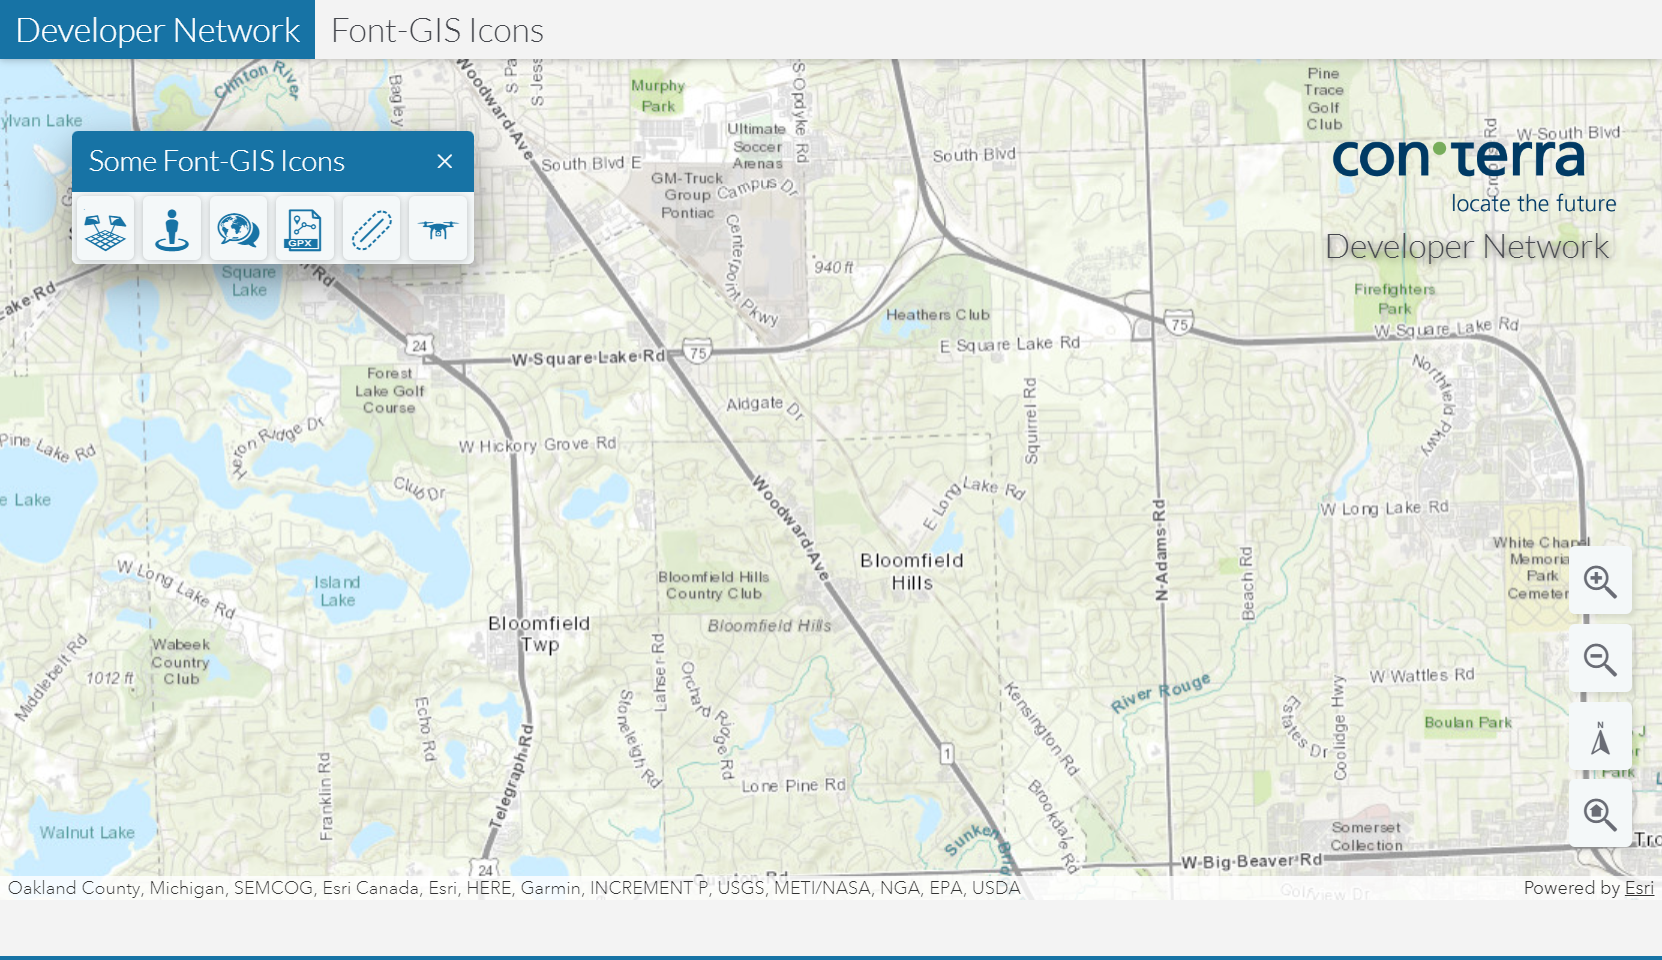 Developer Network
Font-GIS Icons
Clinton River
Bagley
Woodward Ave
S Jess
S Opdyke Rd
Murphy
Park
Pine
Trace
Golf
Club
ylvan Lake
Ultimate
Soccer
Arenas
W South Blvd
South Blvd E
South Blvd
Some Font-GIS Icons
GM-Truck
Group
Pontiac
Campus Dr
con terra
locate the future
Developer Network
GPX
Centerpoint Pkwy
940 ft
Square
Lake
Lake Rd
Firefighters
Park
Heathers Club
75
W Square Lake Rd
24
W Square Lake Rd
75
E Square Lake Rd
Forest
Lake Golf
Course
Northfield Pkwy
Aldgate Dr
Squirrel Rd
Heron Ridge Dr
Pine Lake Rd
W Hickory Grove Rd
Club Dr
E Long Lake Rd
e Lake
W Long Lake Rd
Woodward Ave
N Adams Rd
White Chapel
Memorial
Park
Cemetery
Beach Rd
Bloomfield
Hills
W Long Lake Rd
Island
Lake
Bloomfield Hills
Country Club
Bloomfield Hills
Bloomfield
Twp
Wabeek
Country
Club
1012 ft
Middlebelt Rd
Lahser Rd
Orchard Ridge Rd
Stoneleigh Rd
Echo Rd
Kensington Rd
River Rouge
W Wattles Rd
Estates Dr
Coolidge Hwy
Boulan Park
N
Park
Telegraph Rd
Franklin Rd
1
Lone Pine Rd
Brookdale Rd
Walnut Lake
Sunken Bridge
Somerset
Collection
Tro
W Big Beaver Rd
24
Quarton Rd
Golfview Dr
Oakland County, Michigan, SEMCOG, Esri Canada, Esri, HERE, Garmin, INCREMENT P, USGS, METI/NASA, NGA, EPA, USDA
Powered by Esri